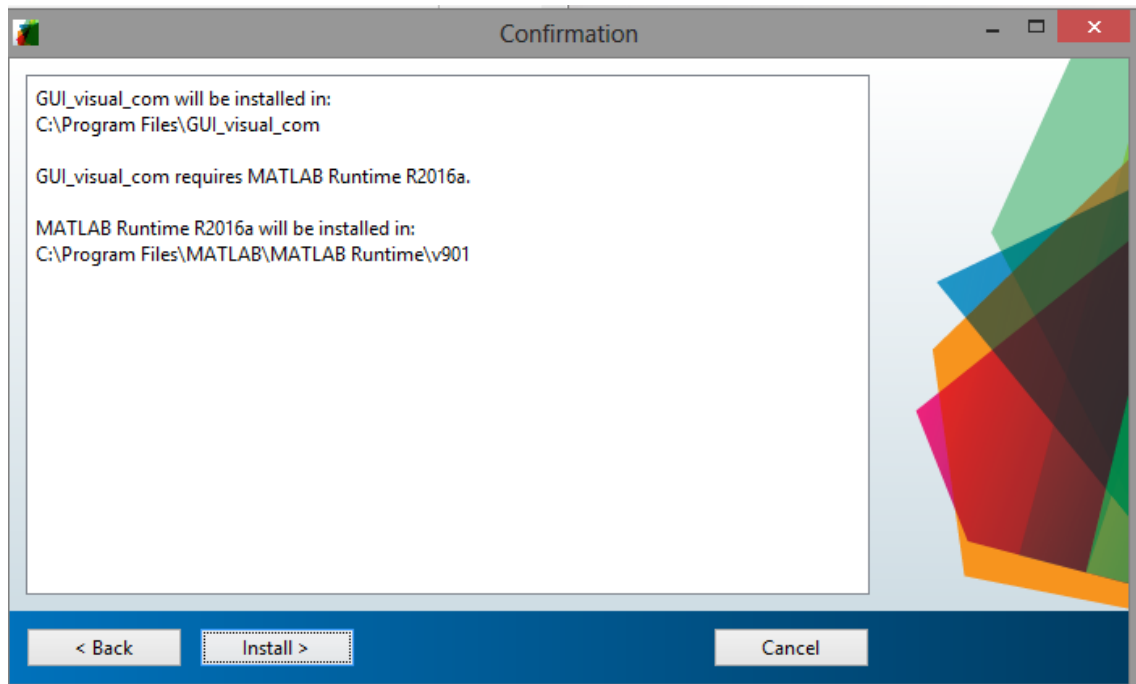 Confirmation
GUI_visual_com will be installed in:
C:\Program Files\GUI_visual_com
GUI_visual_com requires MATLAB Runtime R2016a.
MATLAB Runtime R2016a will be installed in:
C:\Program Files\MATLAB\MATLAB Runtime\v901
< Back
Install >
Cancel